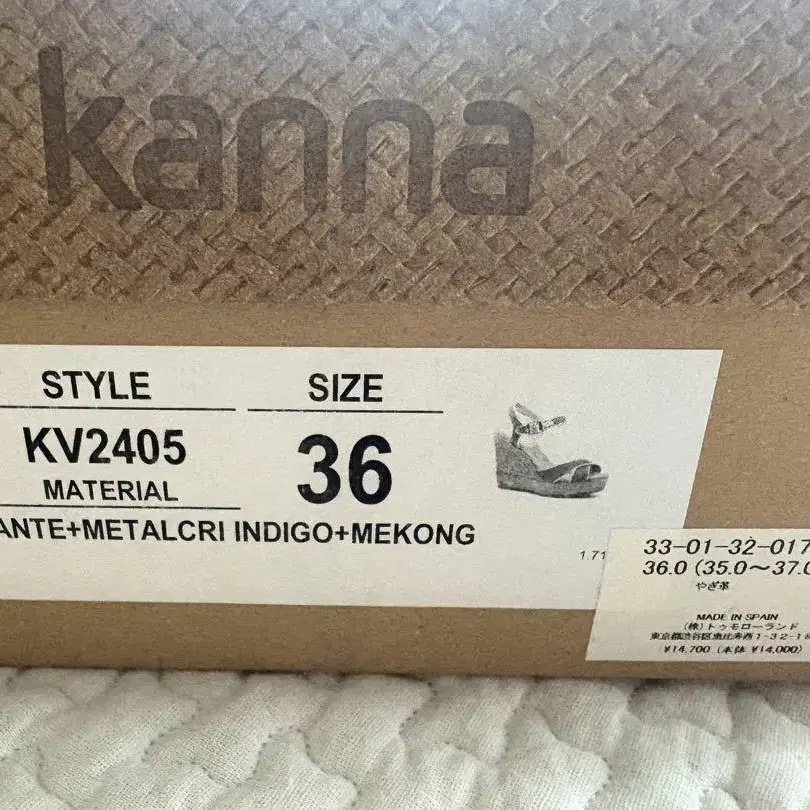 kanna
STYLE
SIZE
KV2405
36
MATERIAL
ANTE+METALCRI INDIGO+MEKONG
1.71
33-01-32-017
36.0 (35.0～37.0
やぎ革
MADE IN SPAIN
(株)トゥモローランド
東京都渋谷区恵比寿西1-32-18
¥14,700 (本体 ¥14,000)